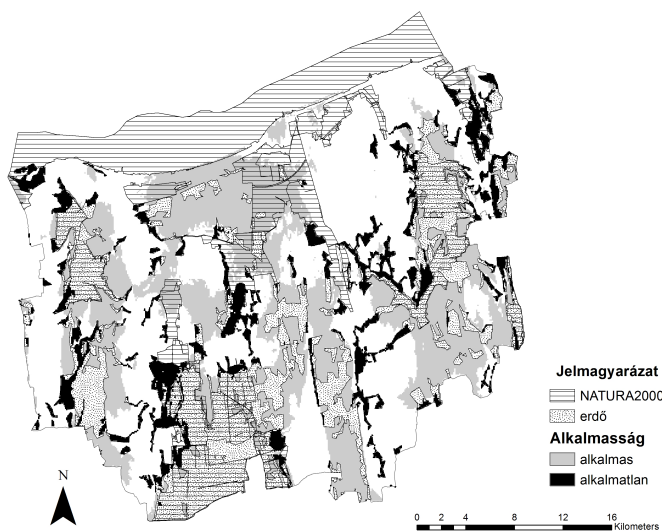 Jelmagyarázat
NATURA2000
erdő
Alkalmasság
alkalmas
alkalmatlan
N
0 2 4 8 12 16
Kilometers